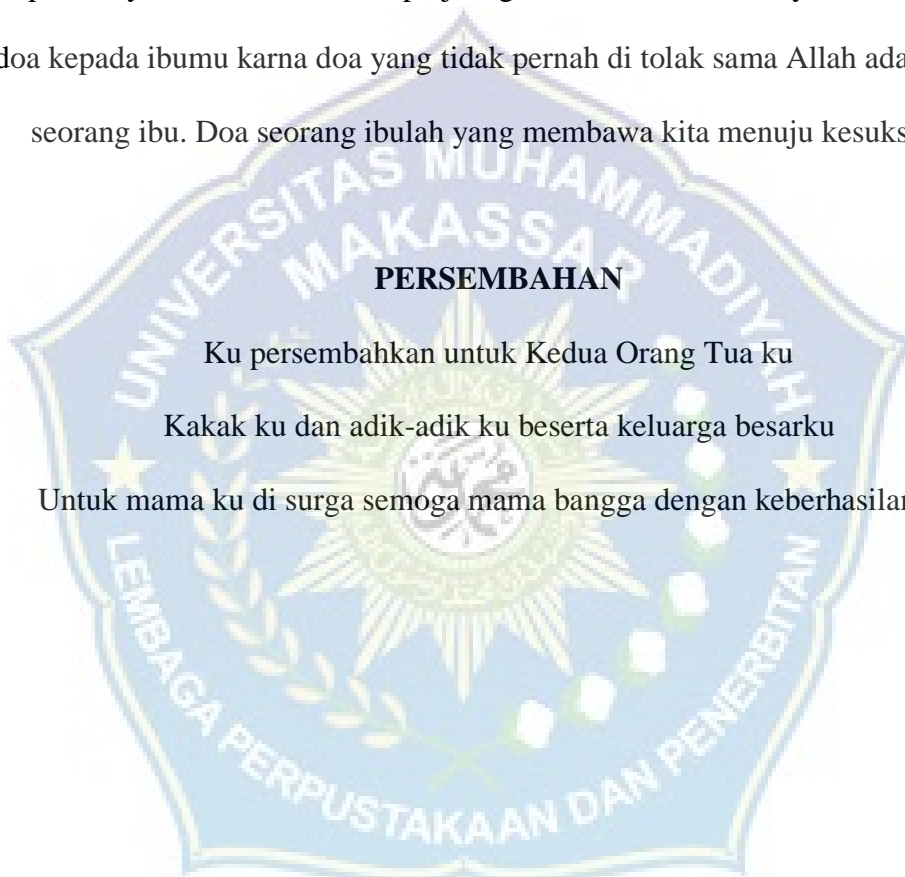 doa kepada ibumu karna doa yang tidak pernah di tolak sama Allah ada
seorang ibu. Doa seorang ibulah yang membawa kita menuju kesuks
UNIVERSITAS MUHAMMADIYAH
MAKASSAR
PERSEMBAHAN
Ku persembahkan untuk Kedua Orang Tua ku
Kakak ku dan adik-adik ku beserta keluarga besarku
Untuk mama ku di surga semoga mama bangga dengan keberhasilan
LEMBAGA PERPUSTAKAAN DAN PENERBITAN